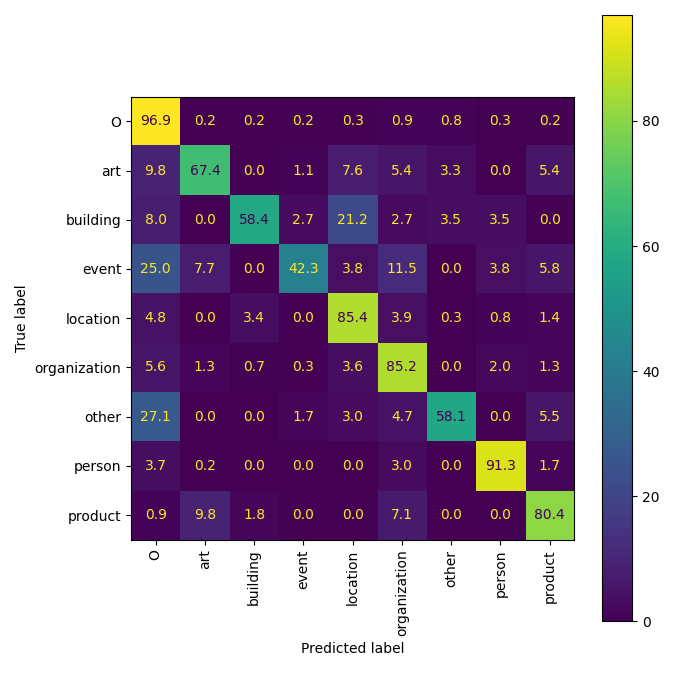 O 96.9 0.2 0.2 0.2 0.3 0.9 0.8 0.3 0.2
art 9.8 67.4 0.0 1.1 7.6 5.4 3.3 0.0 5.4
building 8.0 0.0 58.4 2.7 21.2 2.7 3.5 3.5 0.0
event 25.0 7.7 0.0 42.3 3.8 11.5 0.0 3.8 5.8
location 4.8 0.0 3.4 0.0 85.4 3.9 0.3 0.8 1.4
organization 5.6 1.3 0.7 0.3 3.6 85.2 0.0 2.0 1.3
other 27.1 0.0 0.0 1.7 3.0 4.7 58.1 0.0 5.5
person 3.7 0.2 0.0 0.0 0.0 3.0 0.0 91.3 1.7
product 0.9 9.8 1.8 0.0 0.0 7.1 0.0 0.0 80.4
O art building event location organization other person product
Predicted label
True label
80
60
40
20
0